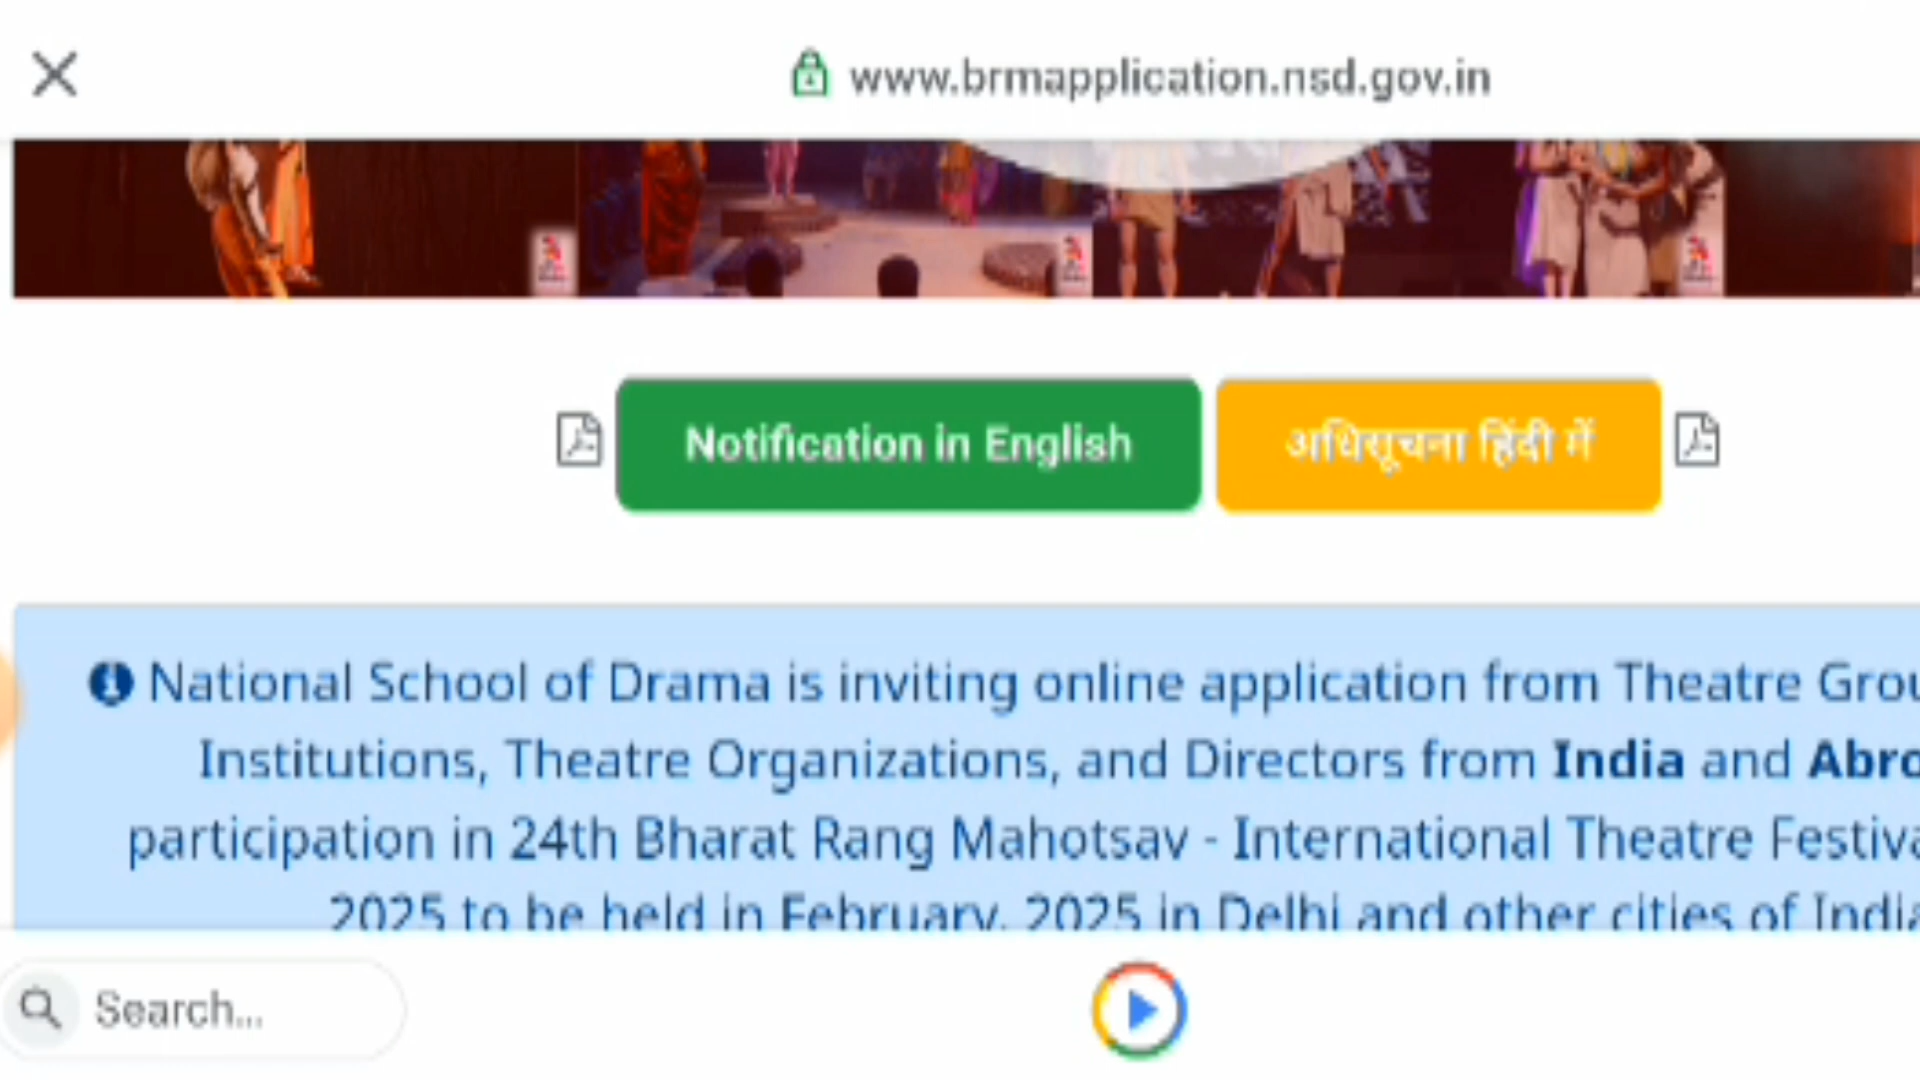 www.brmapplication.nsd.gov.in
Notification in English
अधिसूचना हिंदी में
National School of Drama is inviting online application from Theatre
Institutions, Theatre Organizations, and Directors from India and
participation in 24th Bharat Rang Mahotsav - International Theatre
2025 to be held in February, 2025 in Delhi and other cities of
Search...